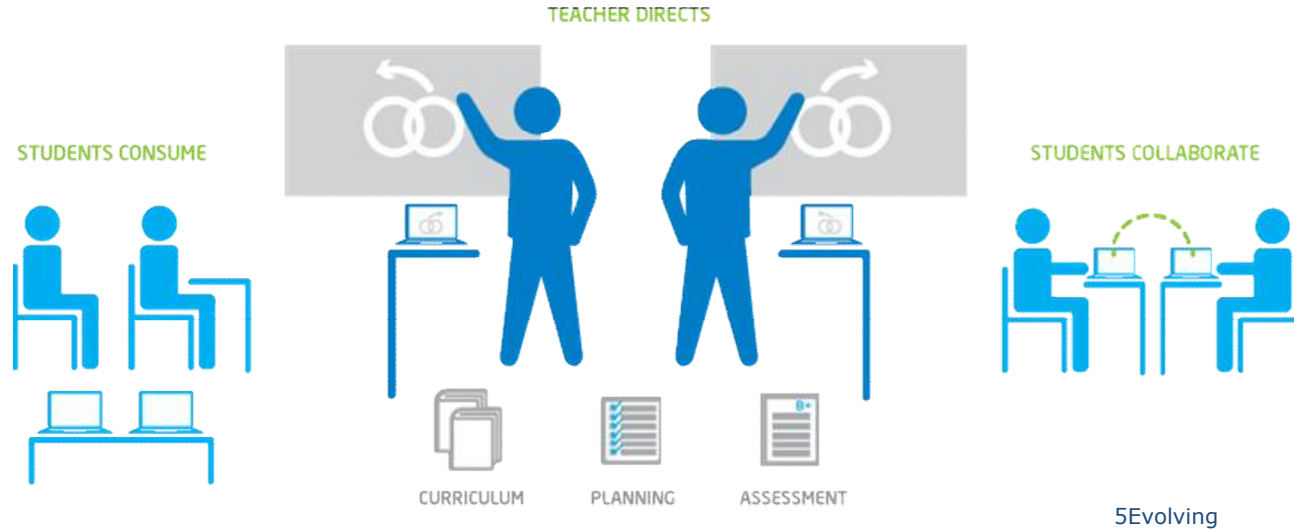 TEACHER DIRECTS
STUDENTS CONSUME
STUDENTS COLLABORATE
B+
CURRICULUM
PLANNING
ASSESSMENT
5Evolving